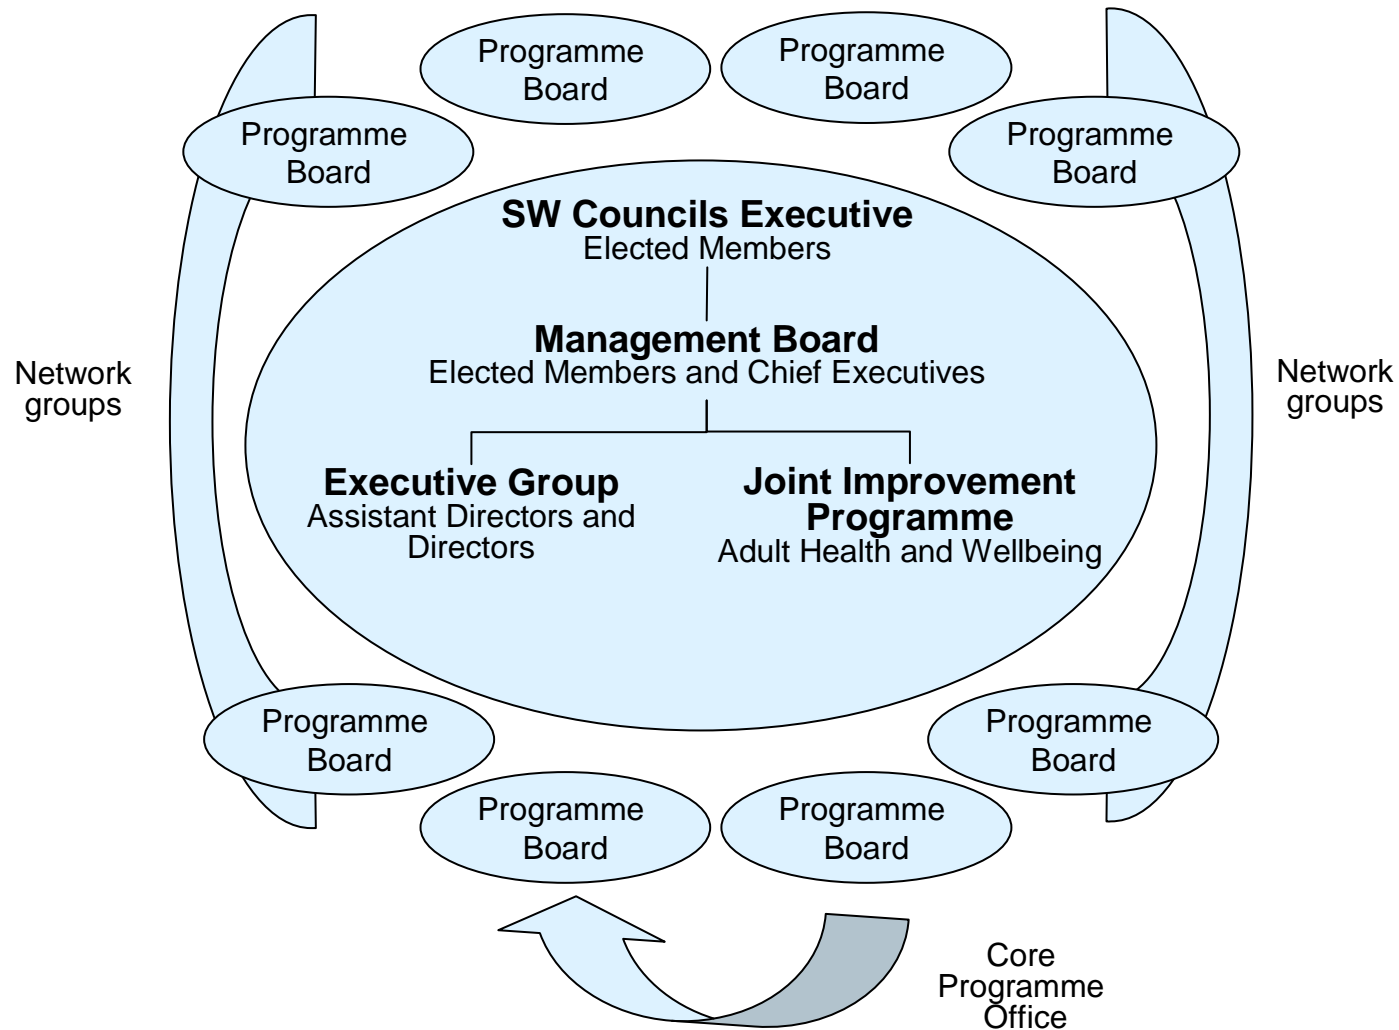 Programme
Board
Programme
Board
Programme
Board
Programme
Board
SW Councils Executive
Elected Members
Management Board
Elected Members and Chief Executives
Network
groups
Network
groups
Executive Group
Assistant Directors and
Directors
Joint Improvement
Programme
Adult Health and Wellbeing
Programme
Board
Programme
Board
Programme
Board
Programme
Board
Core
Programme
Office